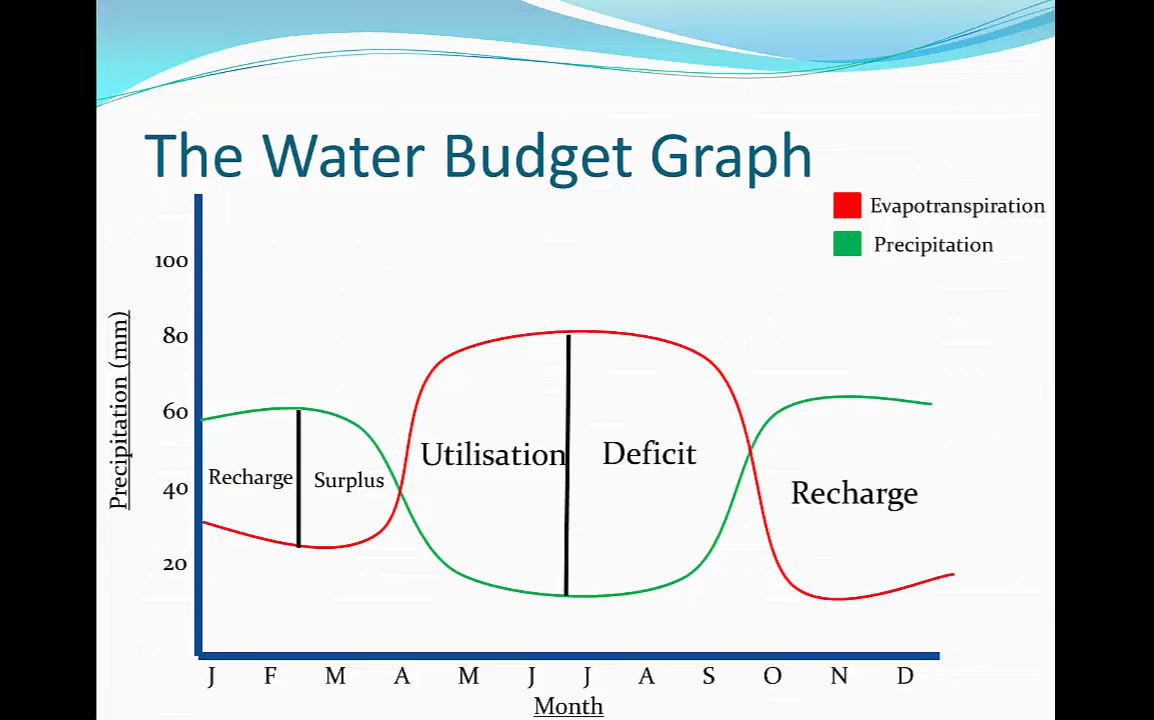 The Water Budget Graph
Evapotranspiration
Precipitation
100
80
60
40
20
Precipitation (mm)
Recharge
Surplus
Utilisation
Deficit
Recharge
J F M A M J J A S O N D
Month